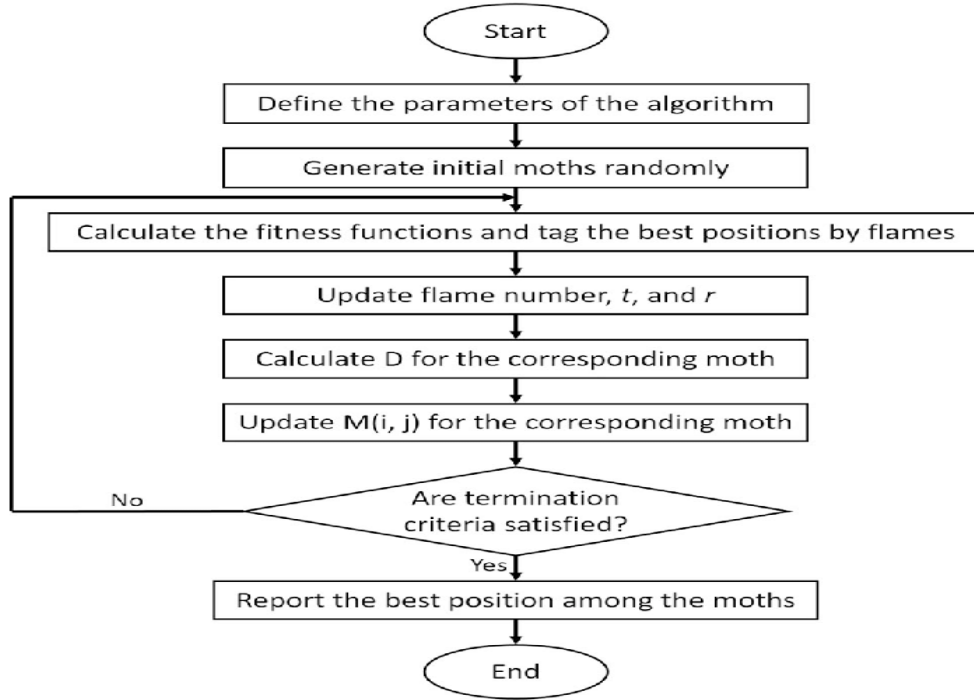 Start
Define the parameters of the algorithm
Generate initial moths randomly
Calculate the fitness functions and tag the best positions by flames
Update flame number, t, and r
Calculate D for the corresponding moth
Update M(i, j) for the corresponding moth
Are termination
criteria satisfied?
No
Yes
Report the best position among the moths
End